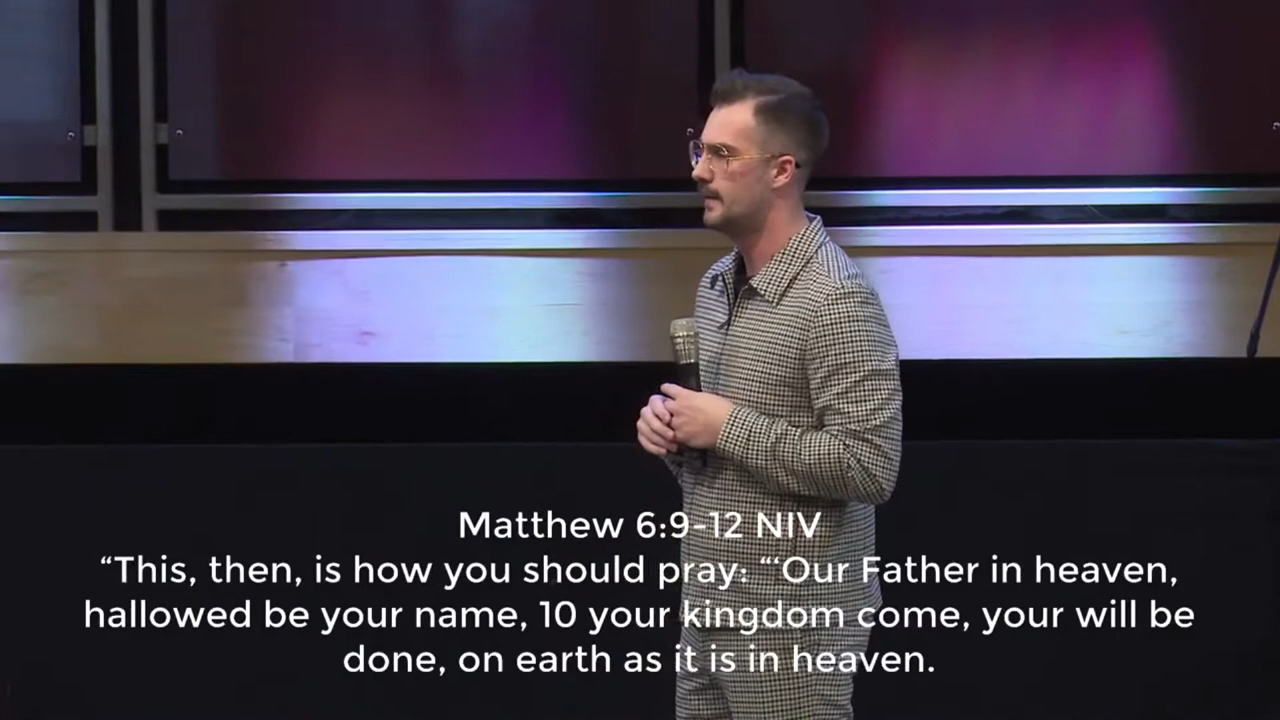 Matthew 6:9-12 NIV
“This, then, is how you should pray: “‘Our Father in heaven,
hallowed be your name, 10 your kingdom come, your will be
done, on earth as it is in heaven.